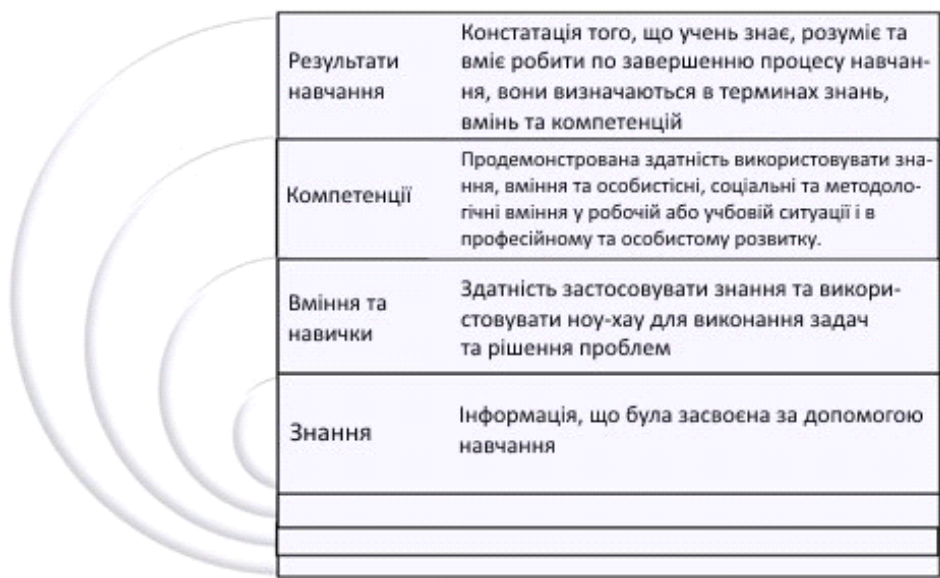 Результати
навчання
Констатація того, що учень знає, розуміє та
вміє робити по завершенню процесу навчан-
ня, вони визначаються в терминах знань,
вмінь та компетенцій
Компетенції
Продемонстрована здатність використовувати зна-
ння, вміння та особистісні, соціальні та методоло-
гічні вміння у робочій або учбовій ситуації і в
професійному та особистому розвитку.
Вміння та
навички
Здатність застосовувати знання та викори-
стовувати ноу-хау для виконання задач
та рішення проблем
Знання
Інформація, що була засвоєна за допомогою
навчання